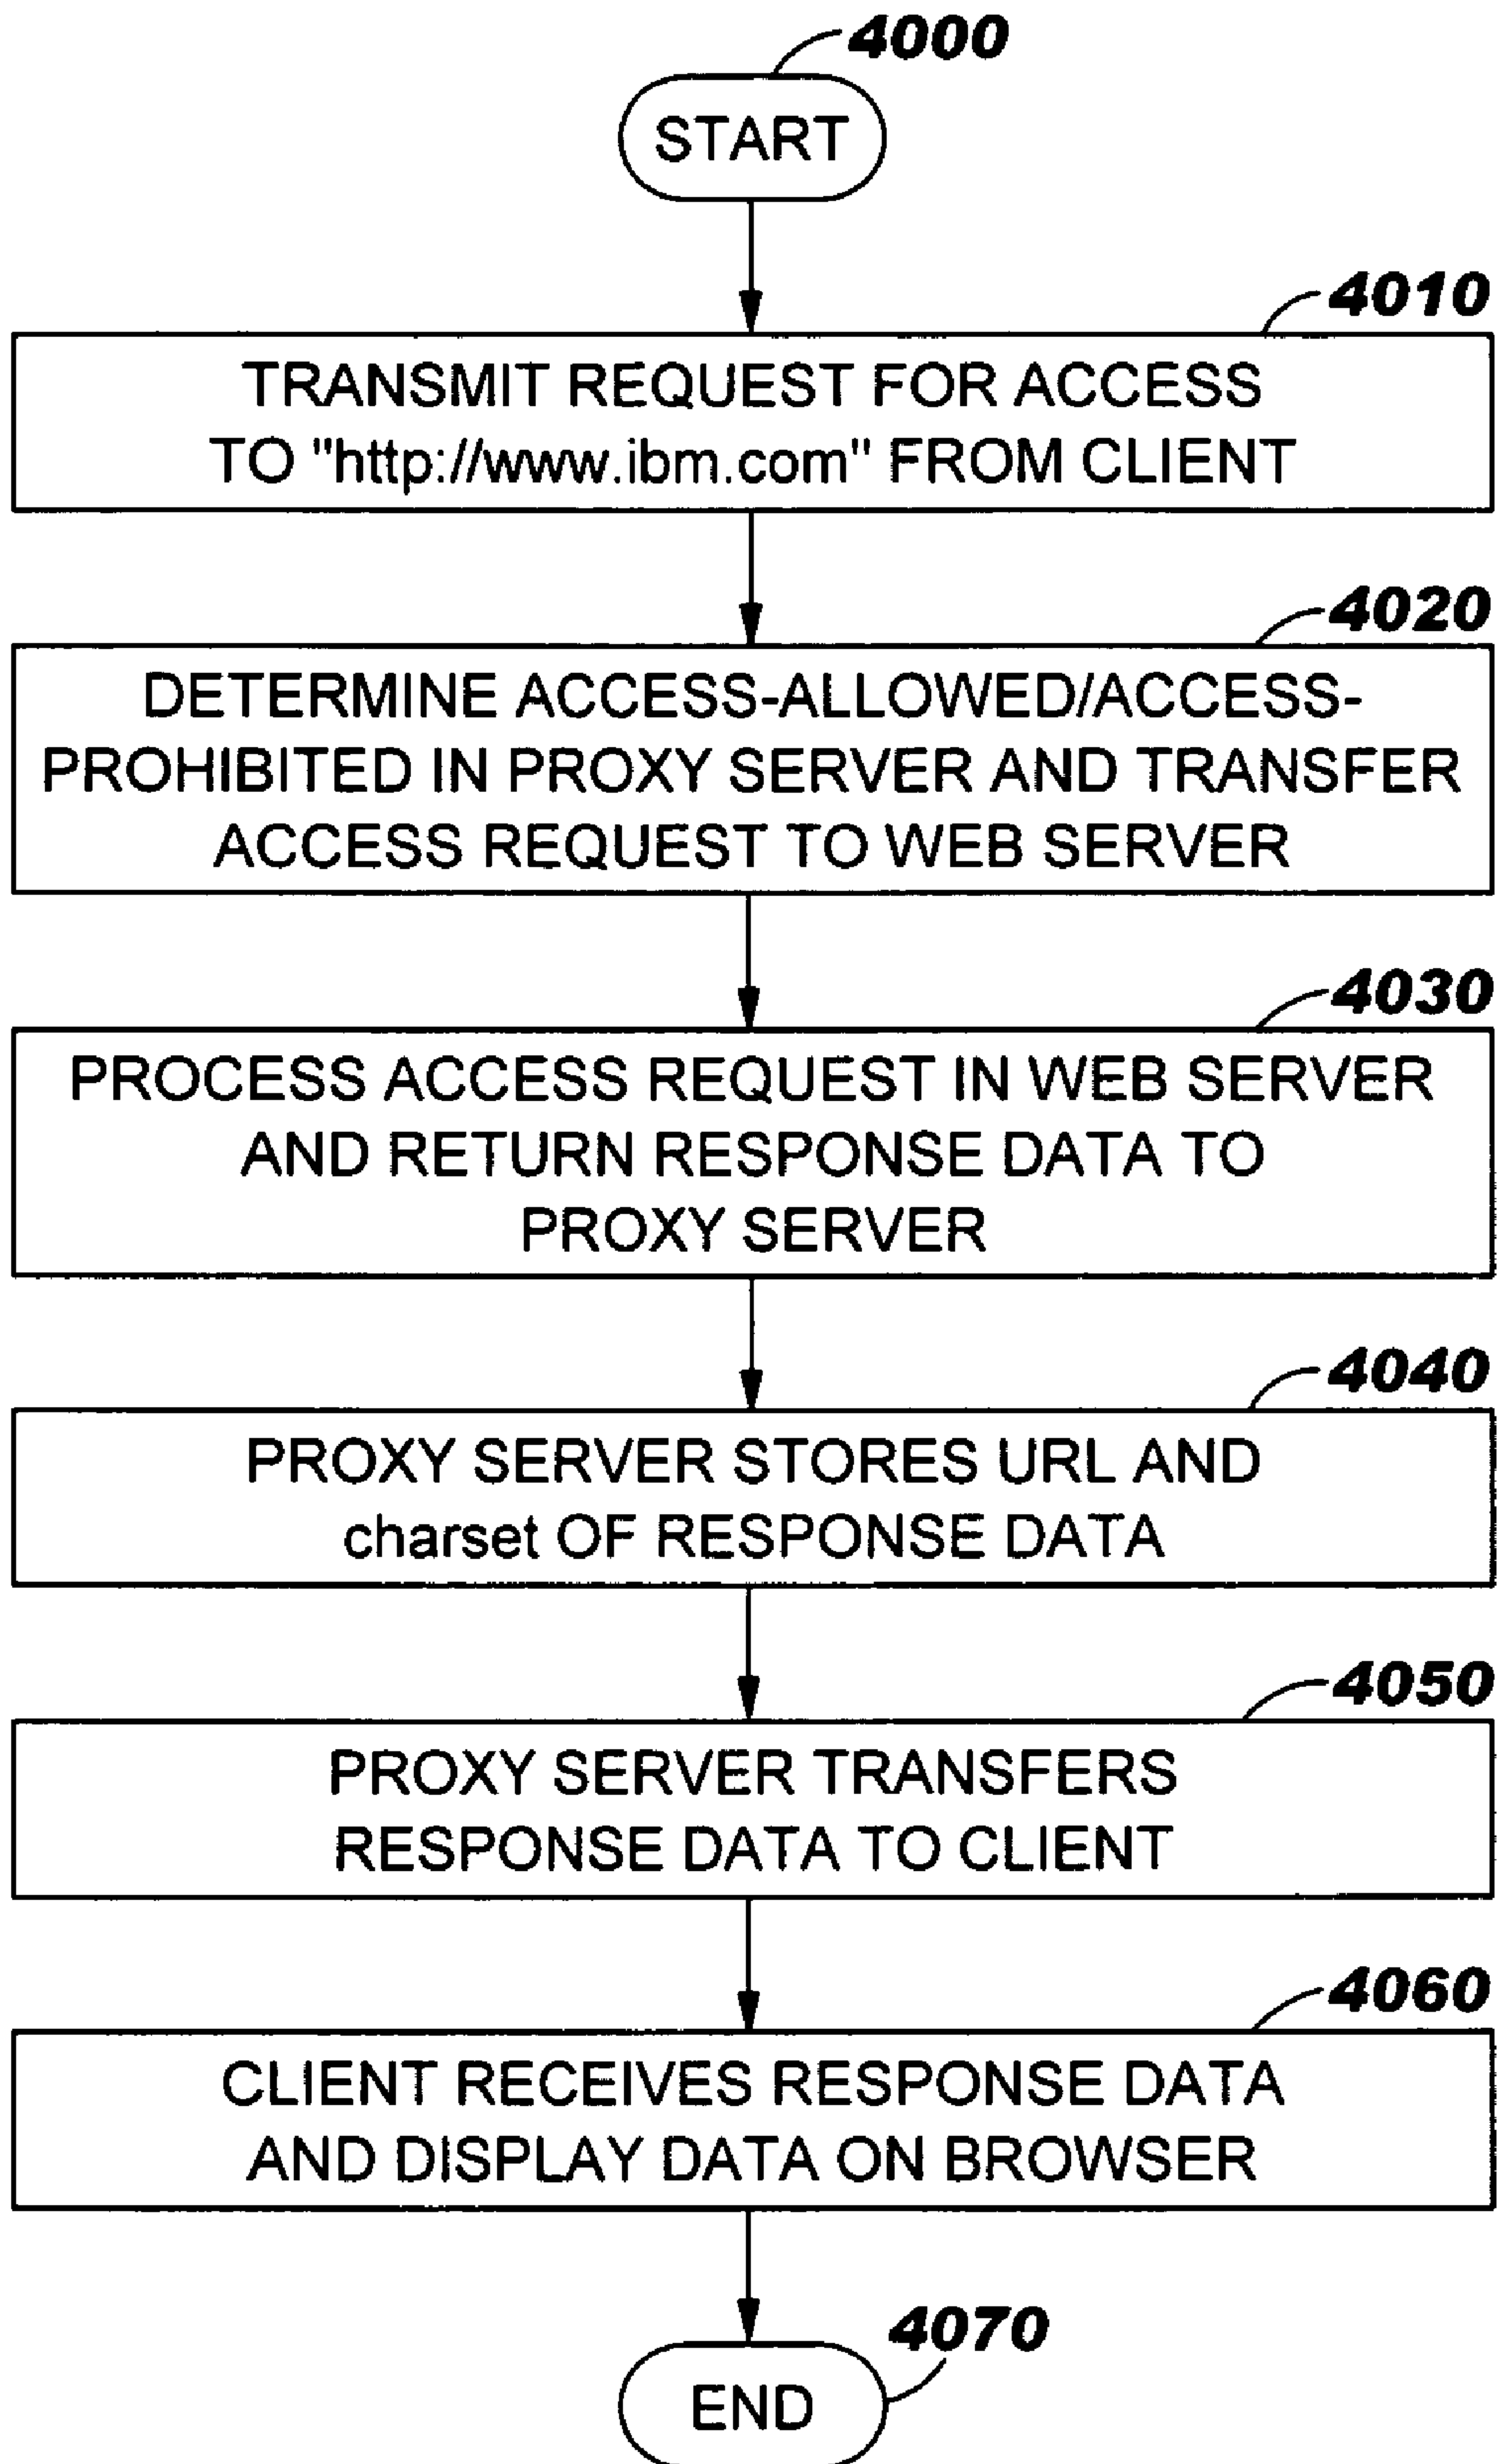 4000
START
4010
TRANSMIT REQUEST FOR ACCESS
TO "http://www.ibm.com" FROM CLIENT
4020
DETERMINE ACCESS-ALLOWED/ACCESS-
PROHIBITED IN PROXY SERVER AND TRANSFER
ACCESS REQUEST TO WEB SERVER
4030
PROCESS ACCESS REQUEST IN WEB SERVER
AND RETURN RESPONSE DATA TO
PROXY SERVER
4040
PROXY SERVER STORES URL AND
charset OF RESPONSE DATA
4050
PROXY SERVER TRANSFERS
RESPONSE DATA TO CLIENT
4060
CLIENT RECEIVES RESPONSE DATA
AND DISPLAY DATA ON BROWSER
4070
END